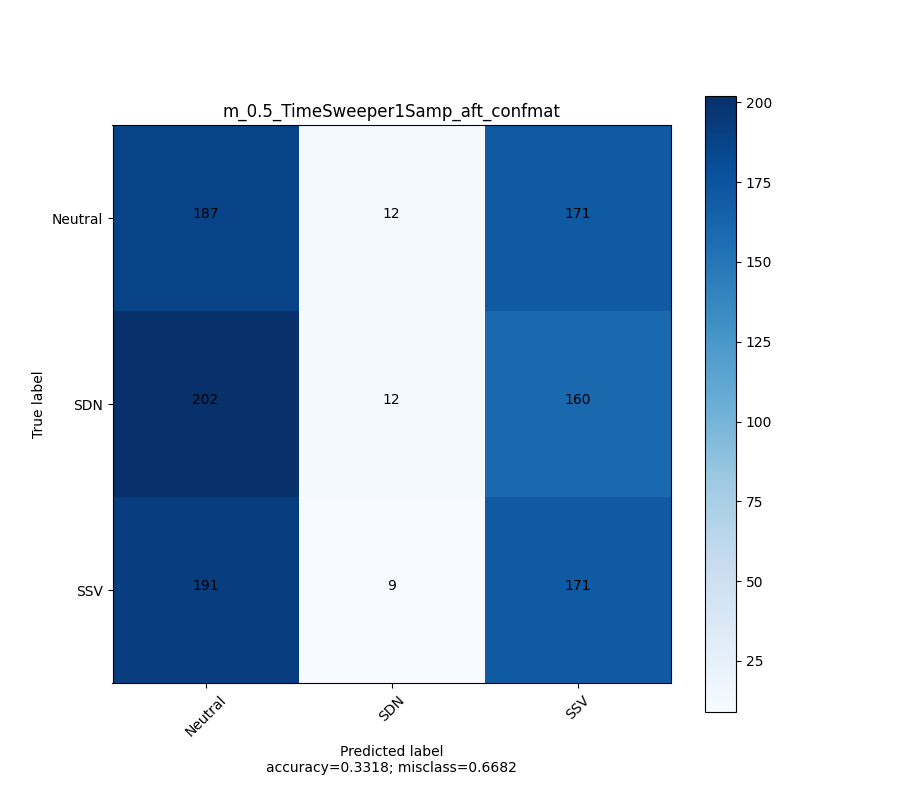 m_0.5_TimeSweeper1Samp_aft_confmat
200
175
150
125
100
75
50
25
True label
Neutral
187
12
171
SDN
202
12
160
SSV
191
9
171
Neutral
SDN
SSV
Predicted label
accuracy=0.3318; misclass=0.6682